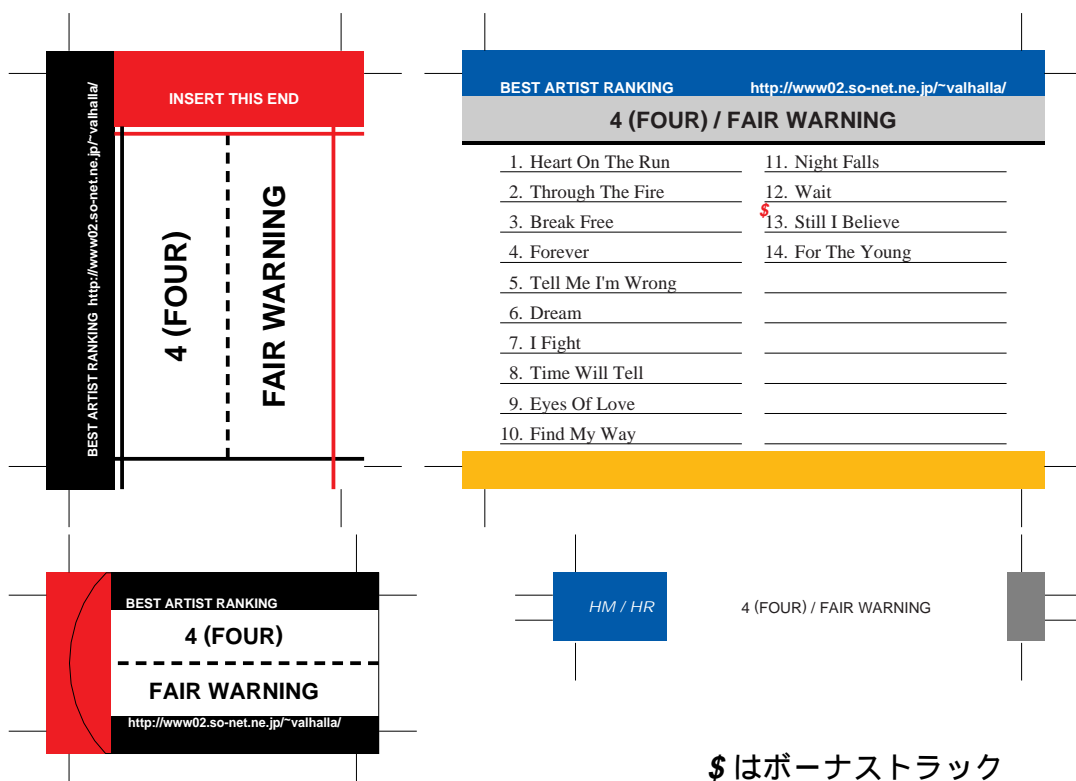 BEST ARTIST RANKING http://www02.so-net.ne.jp/~valhalla/
INSERT THIS END
4 (FOUR)
FAIR WARNING
BEST ARTIST RANKING http://www02.so-net.ne.jp/~valhalla/
4 (FOUR) / FAIR WARNING
1. Heart On The Run
2. Through The Fire
3. Break Free
4. Forever
5. Tell Me I'm Wrong
6. Dream
7. I Fight
8. Time Will Tell
9. Eyes Of Love
10. Find My Way
11. Night Falls
12. Wait
$
13. Still I Believe
14. For The Young
BEST ARTIST RANKING
4 (FOUR)
FAIR WARNING
http://www02.so-net.ne.jp/~valhalla/
HM / HR
4 (FOUR) / FAIR WARNING
$ はボーナストラック